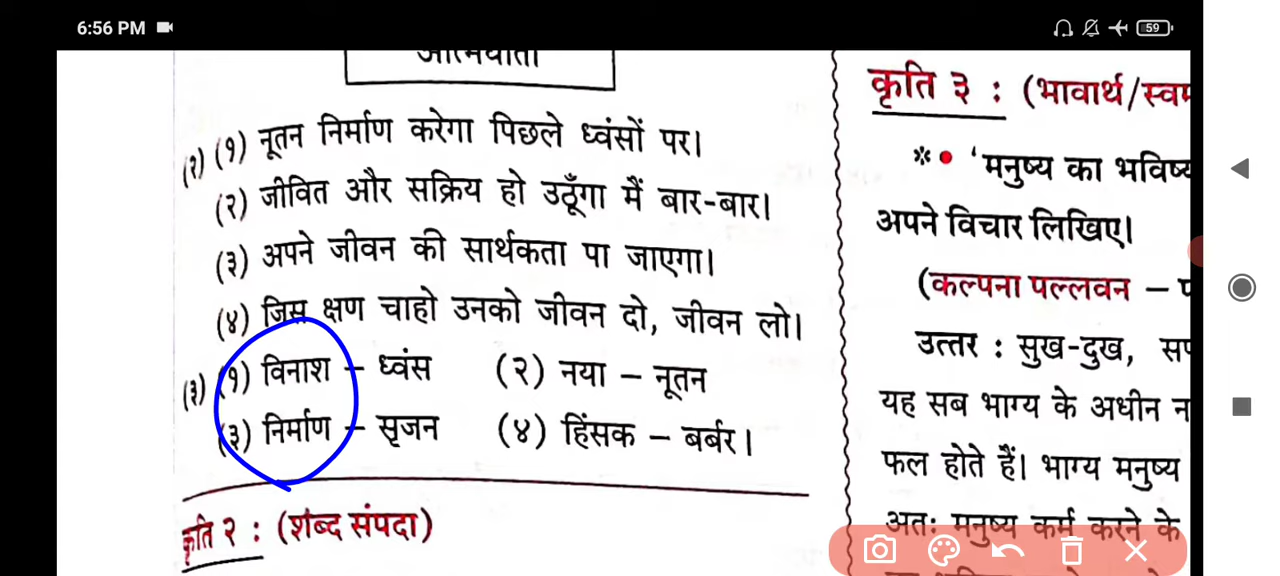 6:56 PM
59
आत्मघाती
(२) (१) नूतन निर्माण करेगा पिछले ध्वंसों पर।
(२) जीवित और सक्रिय हो उठूँगा मैं बार-बार।
(३) अपने जीवन की सार्थकता पा जाएगा।
(४) जिस क्षण चाहो उनको जीवन दो, जीवन लो।
(३) (१) विनाश – ध्वंस (२) नया – नूतन
(३) निर्माण – सृजन (४) हिंसक – बर्बर।
कृति २ : (शब्द संपदा)
कृति ३ : (भावार्थ/स्वम
* • 'मनुष्य का भविष्य
अपने विचार लिखिए।
(कल्पना पल्लवन –
उत्तर : सुख-दुख,
यह सब भाग्य के अधीन न
फल होते हैं। भाग्य मनुष्य
अतः मनुष्य कर्म करने के